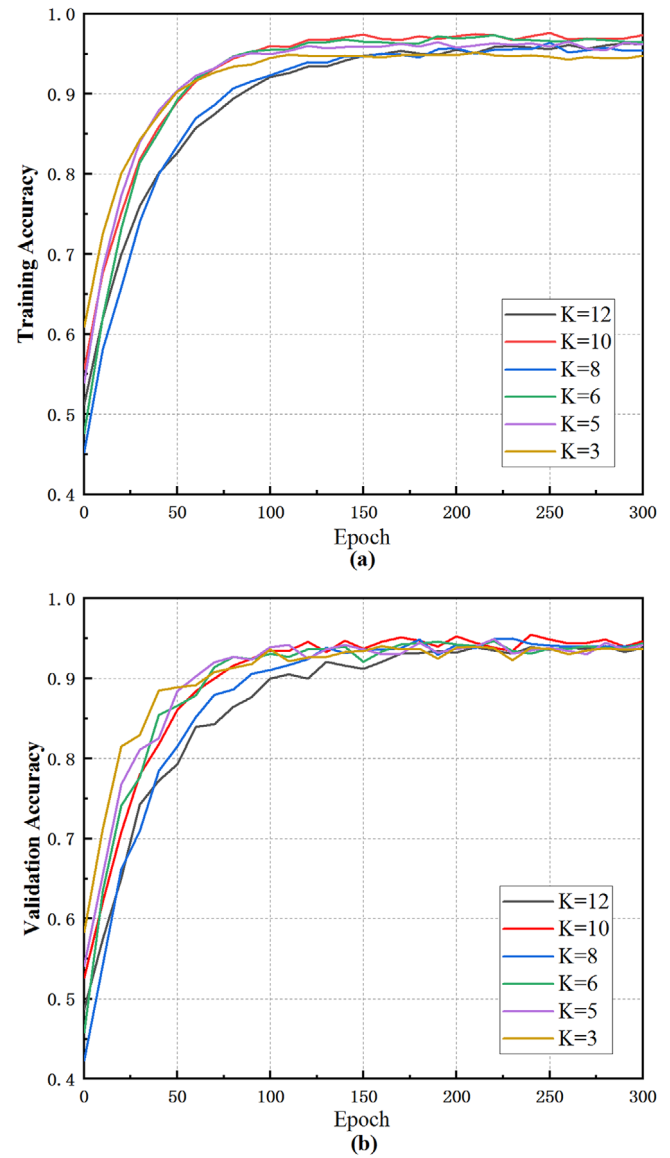 1.0
0.9
0.8
0.7
0.6
0.5
0.4
Training Accuracy
K=12
K=10
K=8
K=6
K=5
K=3
0 50 100 150 200 250 300
Epoch
(a)
1.0
0.9
0.8
0.7
0.6
0.5
0.4
Validation Accuracy
K=12
K=10
K=8
K=6
K=5
K=3
0 50 100 150 200 250 300
Epoch
(b)